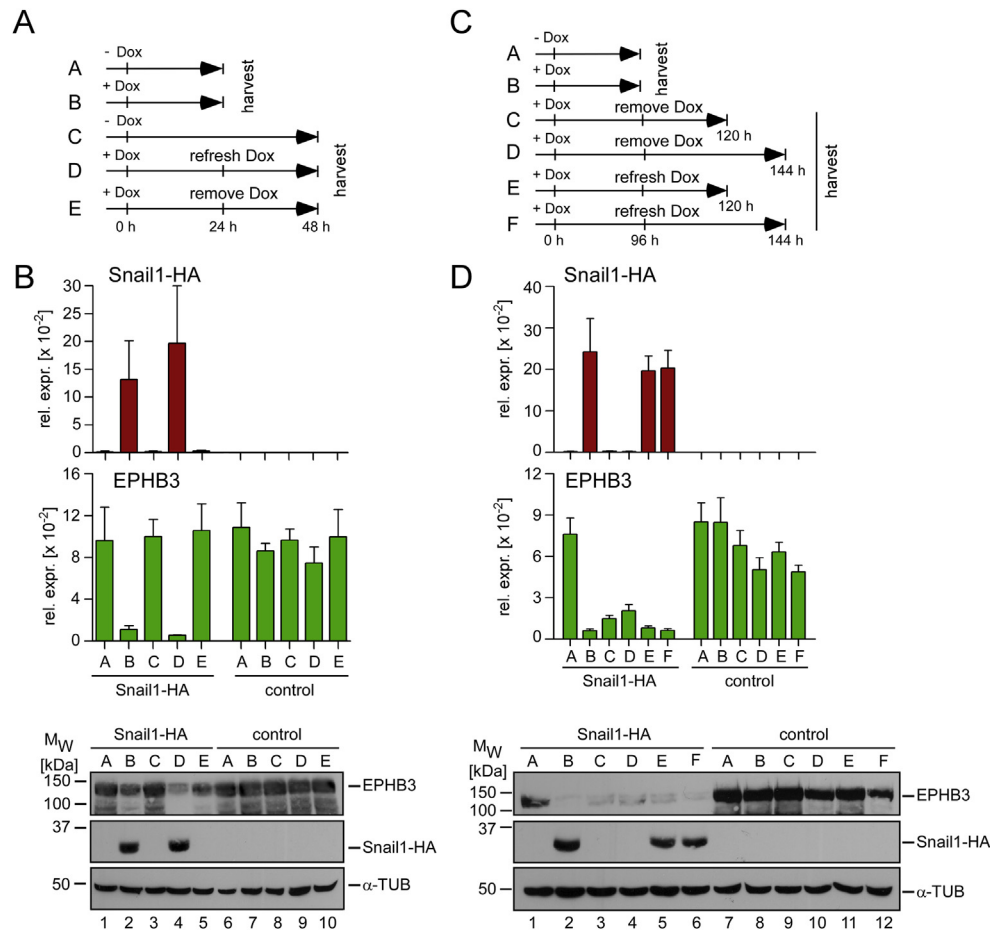 A
- Dox
A
+ Dox
B
harvest
- Dox
C
+ Dox
refresh Dox
D
+ Dox
remove Dox
E
harvest
0 h 24 h 48 h
C
- Dox
A
+ Dox
B
harvest
+ Dox
remove Dox
C
120 h
+ Dox
remove Dox
D
144 h
+ Dox
refresh Dox
E
120 h
+ Dox
refresh Dox
F
harvest
0 h 96 h 144 h
B
Snail1-HA
rel. expr. [x 10⁻²]
30
20
15
10
5
0
EPHB3
rel. expr. [x 10⁻²]
16
12
8
4
0
A B C D E A B C D E
Snail1-HA control
Snail1-HA control
MW
[kDa]
A B C D E A B C D E
150
100
EPHB3
37
Snail1-HA
50
α-TUB
1 2 3 4 5 6 7 8 9 10
D
Snail1-HA
rel. expr. [x 10⁻²]
40
30
20
10
0
EPHB3
rel. expr. [x 10⁻²]
12
9
6
3
0
A B C D E F A B C D E F
Snail1-HA control
Snail1-HA control
MW
[kDa]
A B C D E F A B C D E F
150
100
EPHB3
37
Snail1-HA
50
α-TUB
1 2 3 4 5 6 7 8 9 10 11 12